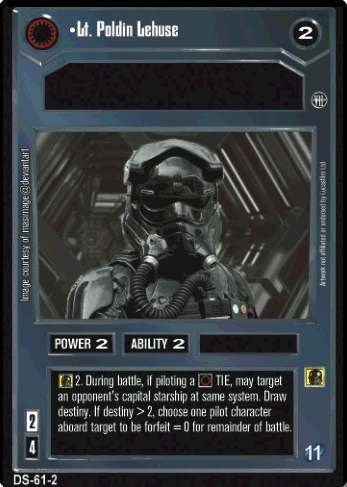 •Lt. Poldin Lehuse
2
Image courtesy of masimage@deviantart
Artwork not affiliated or endorsed by Lucasfilm Ltd
POWER 2
ABILITY 2
2. During battle, if piloting a TIE, may target
an opponent's capital starship at same system. Draw
destiny. If destiny > 2, choose one pilot character
aboard target to be forfeit = 0 for remainder of battle.
2
4
11
DS-61-2